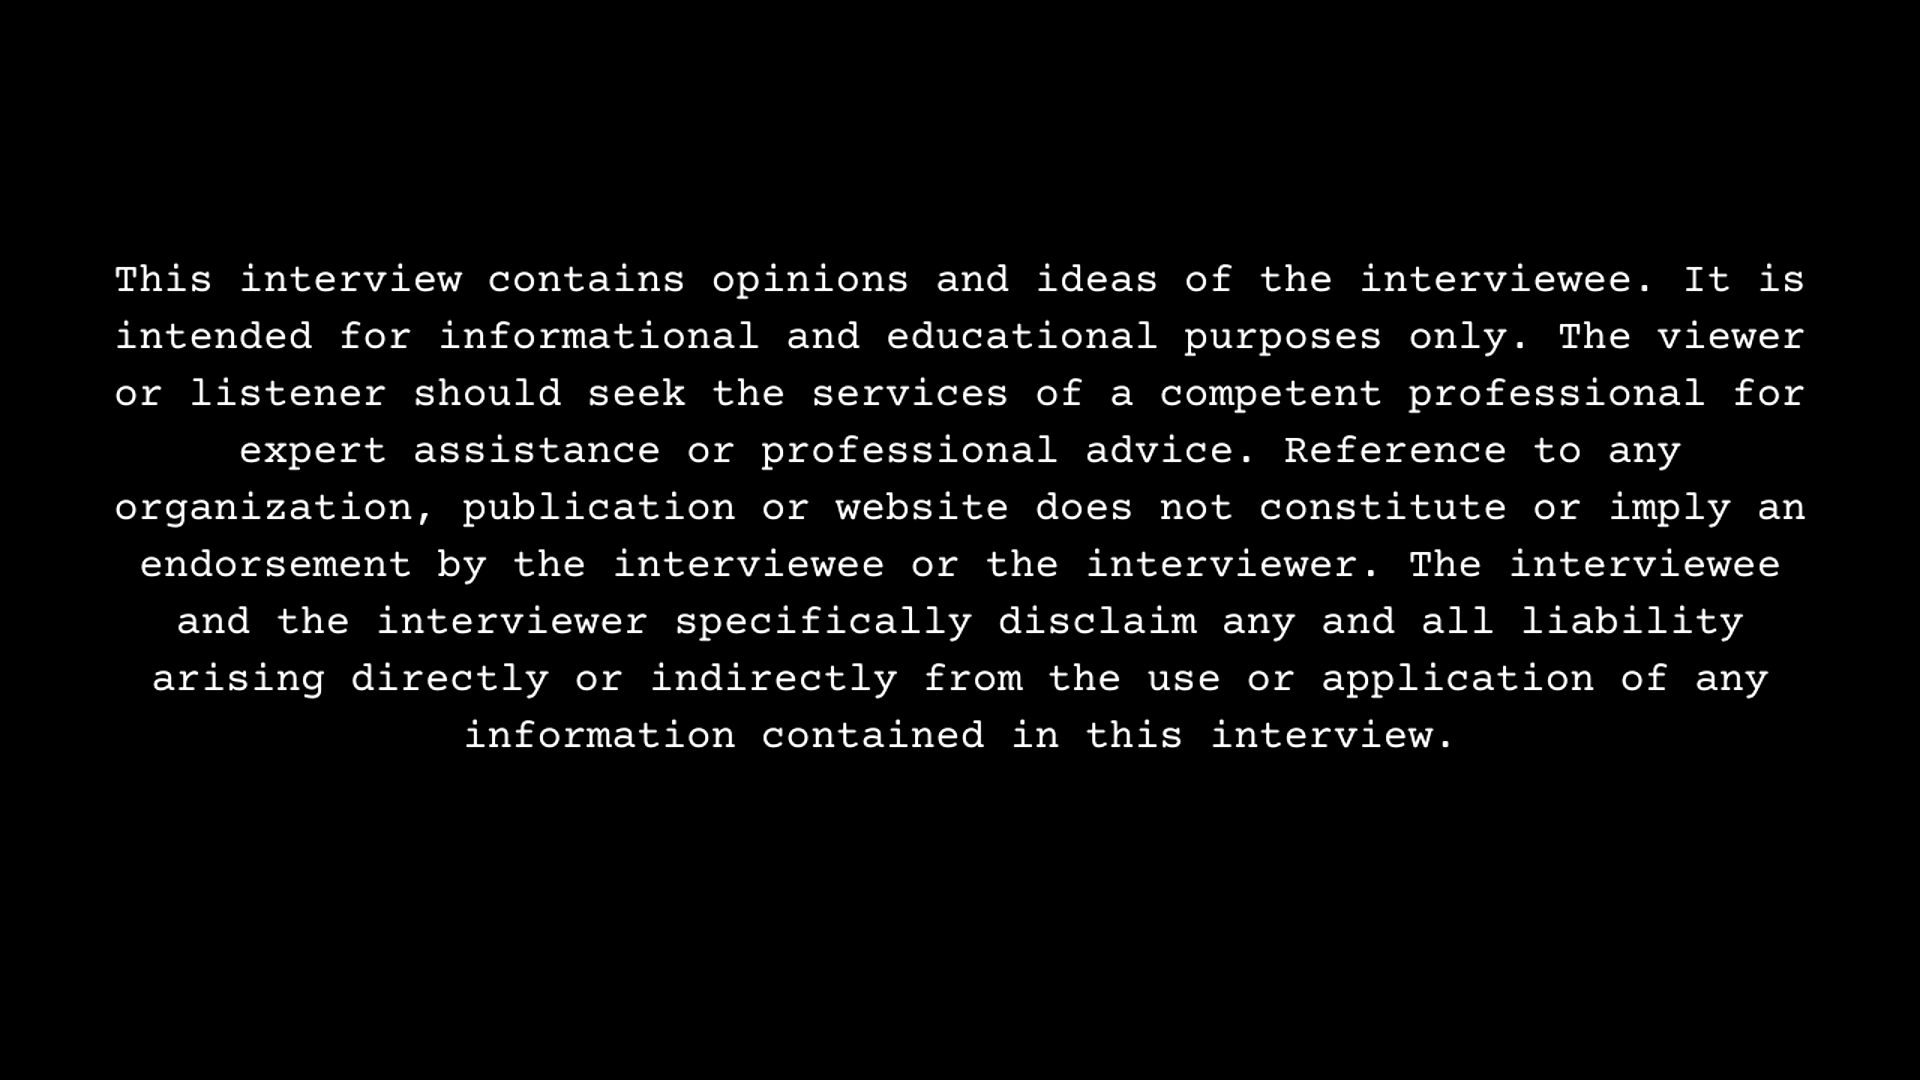 This interview contains opinions and ideas of the interviewee. It is
intended for informational and educational purposes only. The viewer
or listener should seek the services of a competent professional for
expert assistance or professional advice. Reference to any
organization, publication or website does not constitute or imply an
endorsement by the interviewee or the interviewer. The interviewee
and the interviewer specifically disclaim any and all liability
arising directly or indirectly from the use or application of any
information contained in this interview.